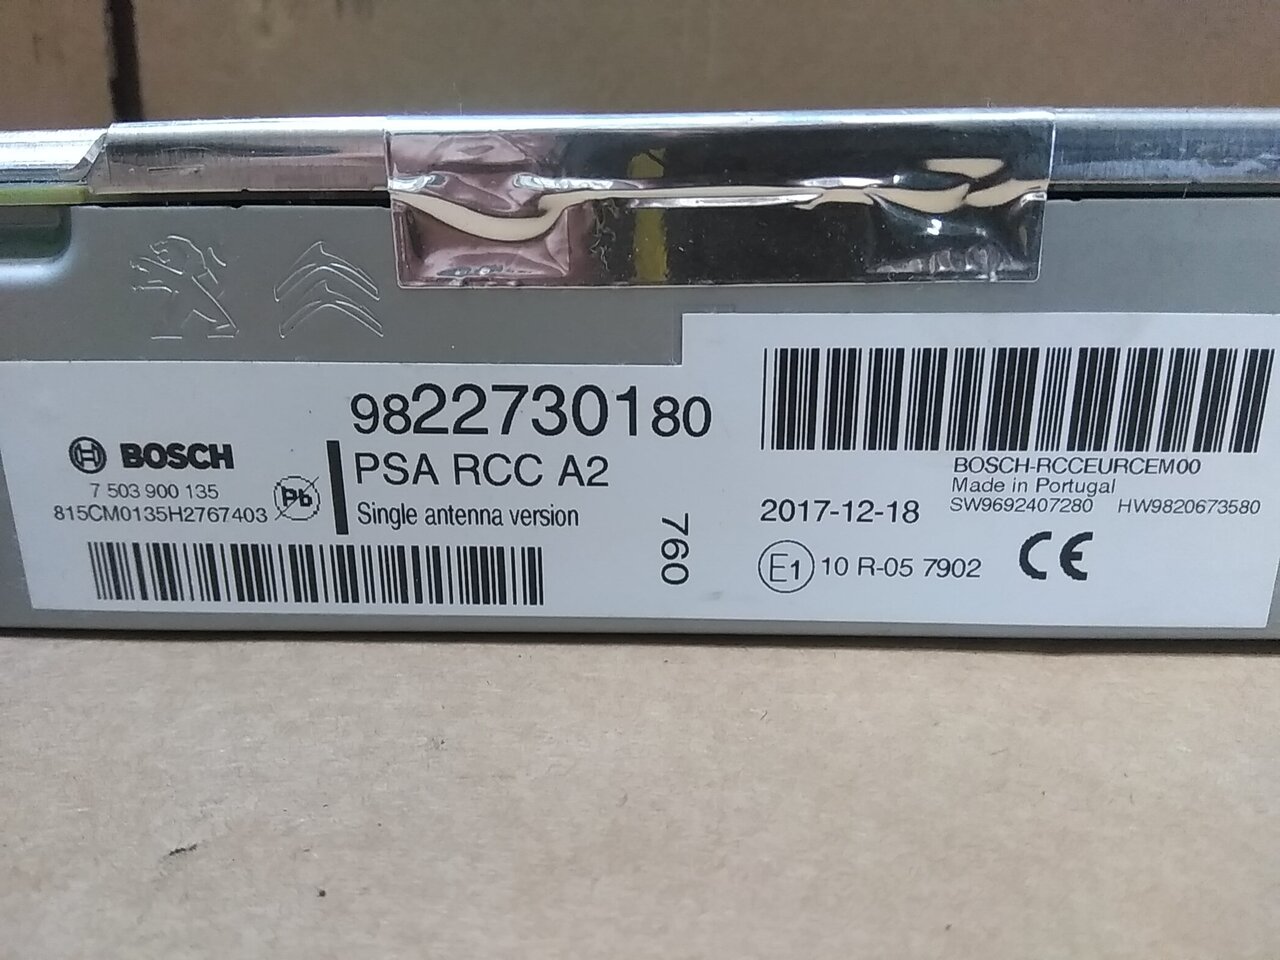 9822730180
BOSCH
PSA RCC A2
7 503 900 135
Pb
815CM0135H2767403
Single antenna version
760
BOSCH-RCCEURCEM00
Made in Portugal
2017-12-18
SW9692407280 HW9820673580
E1 10 R-05 7902 CE